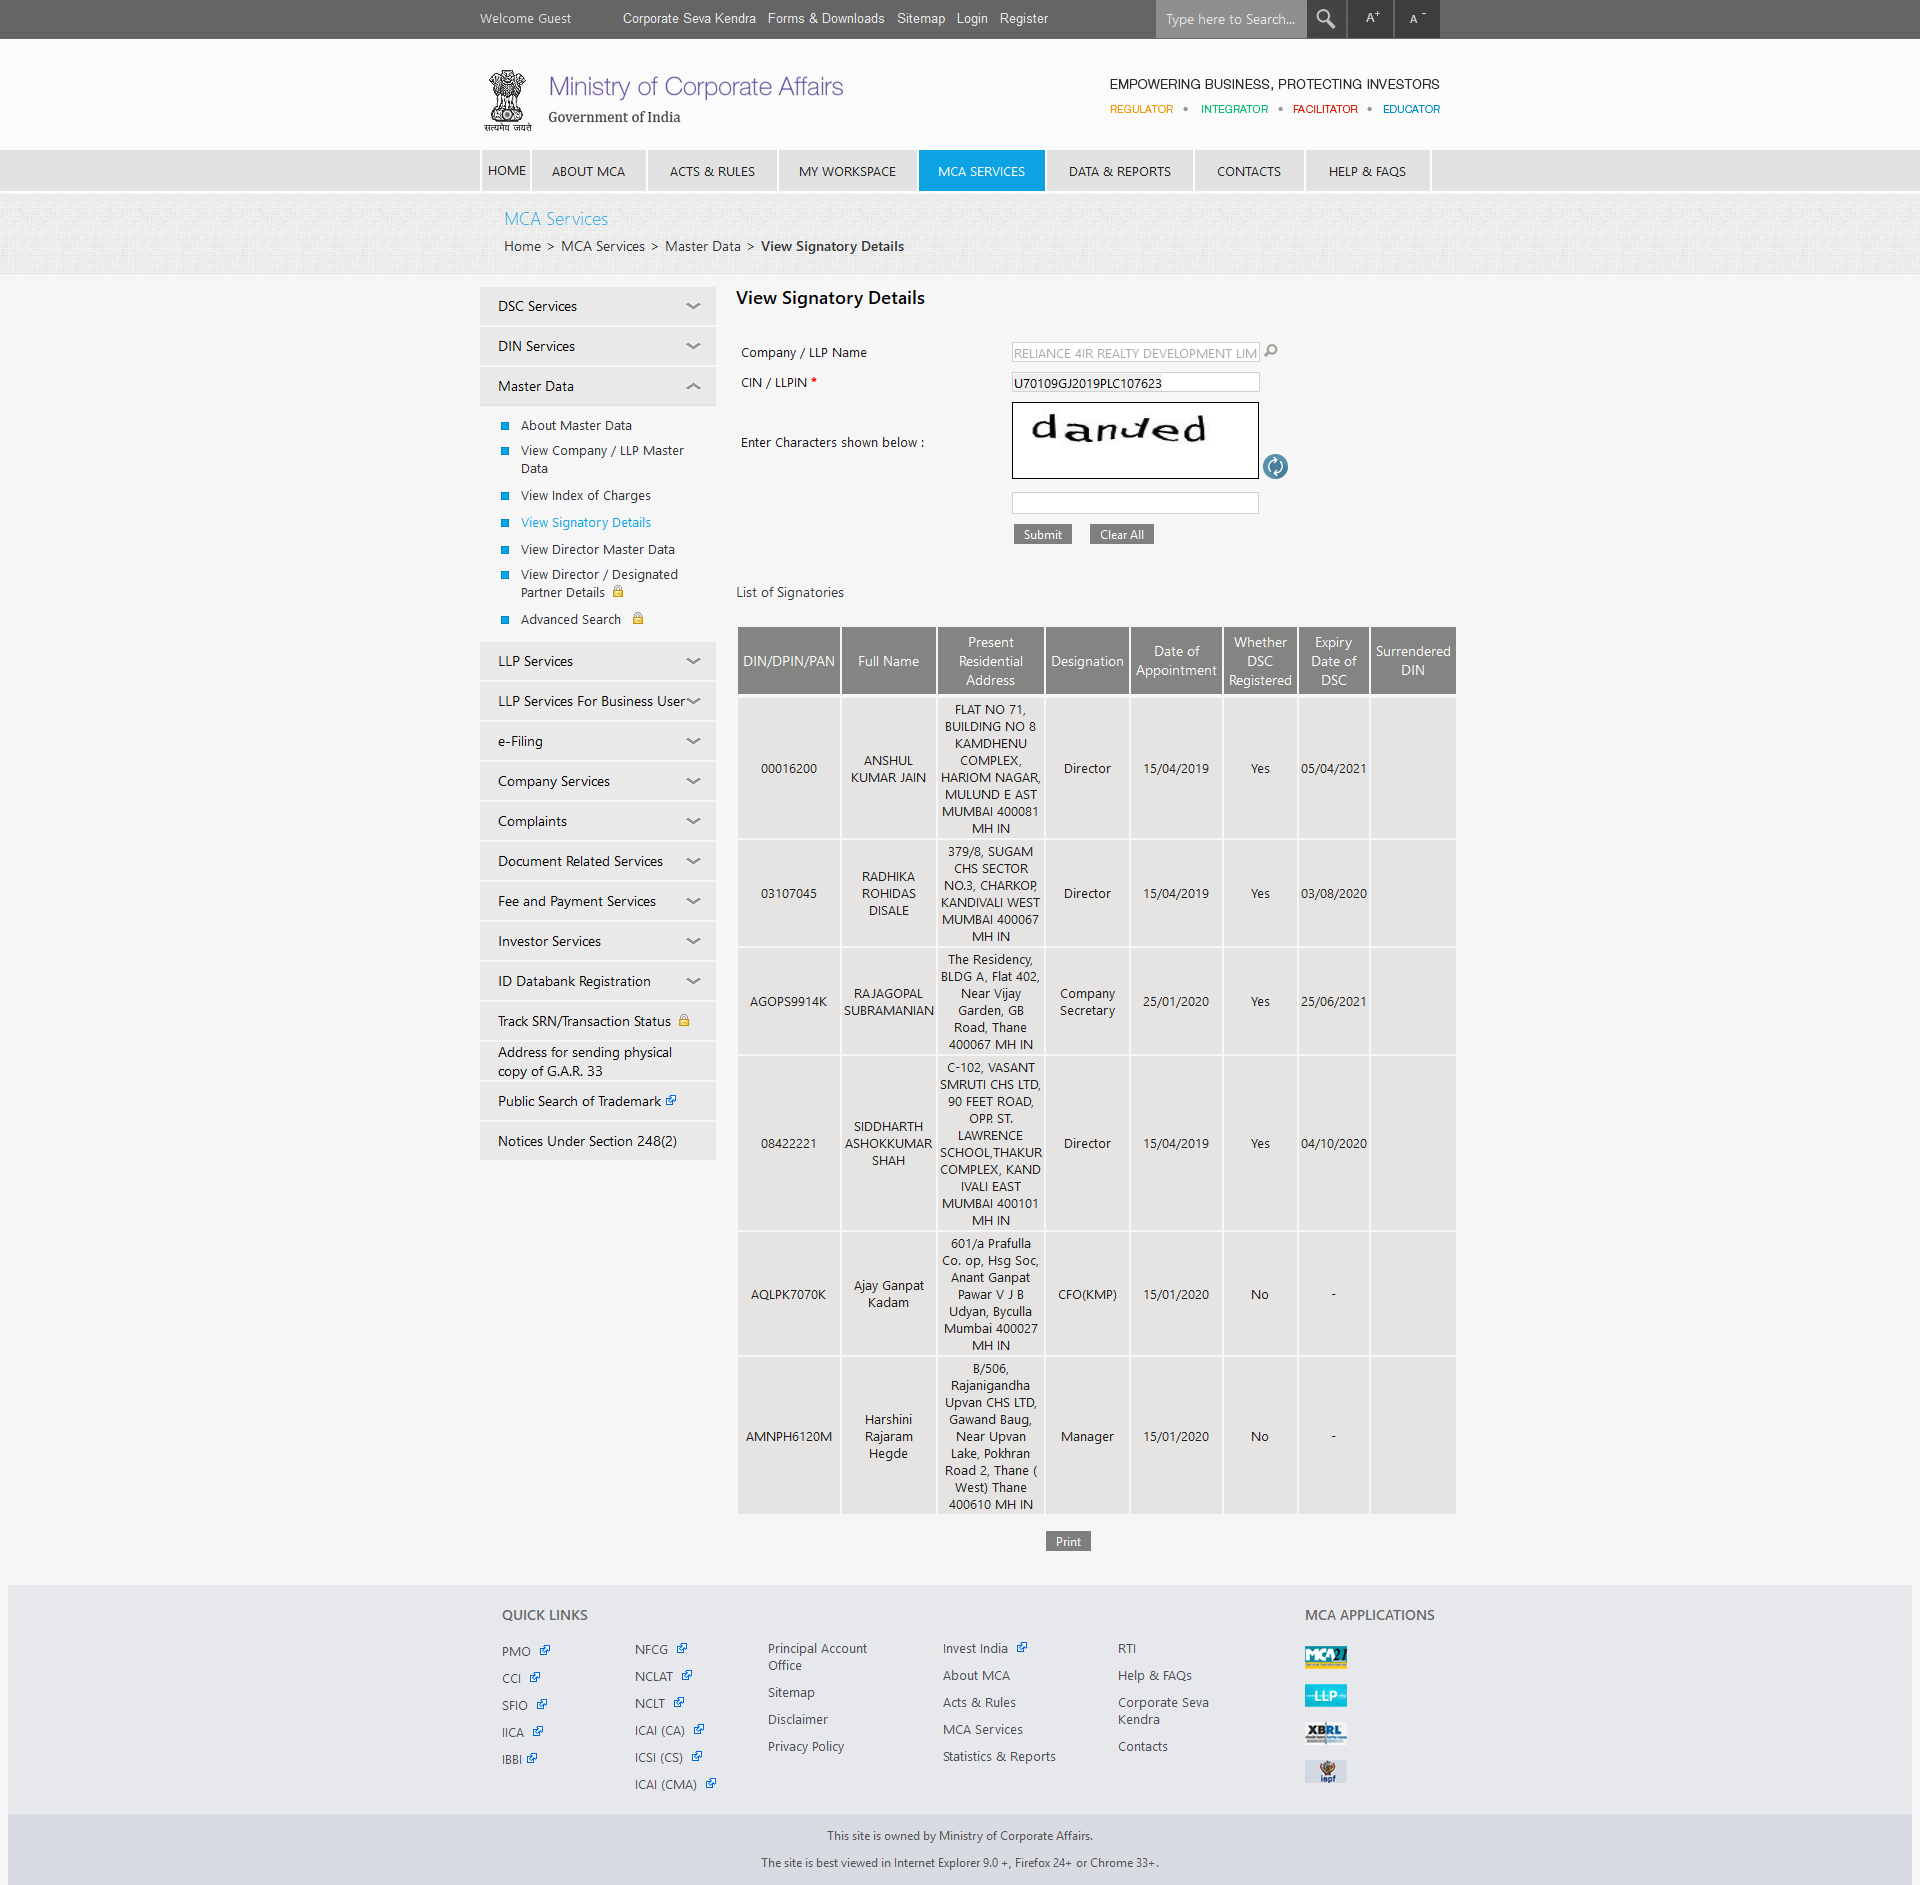 Welcome Guest
Corporate Seva Kendra Forms & Downloads Sitemap Login Register
Type here to Search...
A+
A-
सत्यमेव जयते
Ministry of Corporate Affairs
Government of India
EMPOWERING BUSINESS, PROTECTING INVESTORS
REGULATOR • INTEGRATOR • FACILITATOR • EDUCATOR
HOME ABOUT MCA ACTS & RULES MY WORKSPACE MCA SERVICES DATA & REPORTS CONTACTS HELP & FAQS
MCA Services
Home > MCA Services > Master Data > View Signatory Details
DSC Services
DIN Services
Master Data
About Master Data
View Company / LLP Master
Data
View Index of Charges
View Signatory Details
View Director Master Data
View Director / Designated
Partner Details
Advanced Search
LLP Services
LLP Services For Business User
e-Filing
Company Services
Complaints
Document Related Services
Fee and Payment Services
Investor Services
ID Databank Registration
Track SRN/Transaction Status
Address for sending physical
copy of G.A.R. 33
Public Search of Trademark
Notices Under Section 248(2)
View Signatory Details
Company / LLP Name
RELIANCE 4IR REALTY DEVELOPMENT LIM
CIN / LLPIN *
U70109GJ2019PLC107623
Enter Characters shown below :
Submit
Clear All
List of Signatories
DIN/DPIN/PAN
Full Name
Present
Residential
Address
Designation
Date of
Appointment
Whether
DSC
Registered
Expiry
Date of
DSC
Surrendered
DIN
00016200
ANSHUL
KUMAR JAIN
FLAT NO 71,
BUILDING NO 8
KAMDHENU
COMPLEX,
HARIOM NAGAR,
MULUND E AST
MUMBAI 400081
MH IN
Director
15/04/2019
Yes
05/04/2021
03107045
RADHIKA
ROHIDAS
DISALE
379/8, SUGAM
CHS SECTOR
NO.3, CHARKOP,
KANDIVALI WEST
MUMBAI 400067
MH IN
Director
15/04/2019
Yes
03/08/2020
AGOPS9914K
RAJAGOPAL
SUBRAMANIAN
The Residency,
BLDG A, Flat 402,
Near Vijay
Garden, GB
Road, Thane
400067 MH IN
Company
Secretary
25/01/2020
Yes
25/06/2021
08422221
SIDDHARTH
ASHOKKUMAR
SHAH
C-102, VASANT
SMRUTI CHS LTD,
90 FEET ROAD,
OPP. ST.
LAWRENCE
SCHOOL,THAKUR
COMPLEX, KAND
IVALI EAST
MUMBAI 400101
MH IN
Director
15/04/2019
Yes
04/10/2020
AQLPK7070K
Ajay Ganpat
Kadam
601/a Prafulla
Co. op, Hsg Soc,
Anant Ganpat
Pawar V J B
Udyan, Byculla
Mumbai 400027
MH IN
CFO(KMP)
15/01/2020
No
-
AMNPH6120M
Harshini
Rajaram
Hegde
B/506,
Rajanigandha
Upvan CHS LTD,
Gawand Baug,
Near Upvan
Lake, Pokhran
Road 2, Thane (
West) Thane
400610 MH IN
Manager
15/01/2020
No
-
Print
QUICK LINKS
PMO
CCI
SFIO
IICA
IBBI
NFCG
NCLAT
NCLT
ICAI (CA)
ICSI (CS)
ICAI (CMA)
Principal Account
Office
Sitemap
Disclaimer
Privacy Policy
Invest India
About MCA
Acts & Rules
MCA Services
Statistics & Reports
RTI
Help & FAQs
Corporate Seva
Kendra
Contacts
MCA APPLICATIONS
MCA21
LLP
XBRL
iepf
This site is owned by Ministry of Corporate Affairs.
The site is best viewed in Internet Explorer 9.0 +, Firefox 24+ or Chrome 33+.